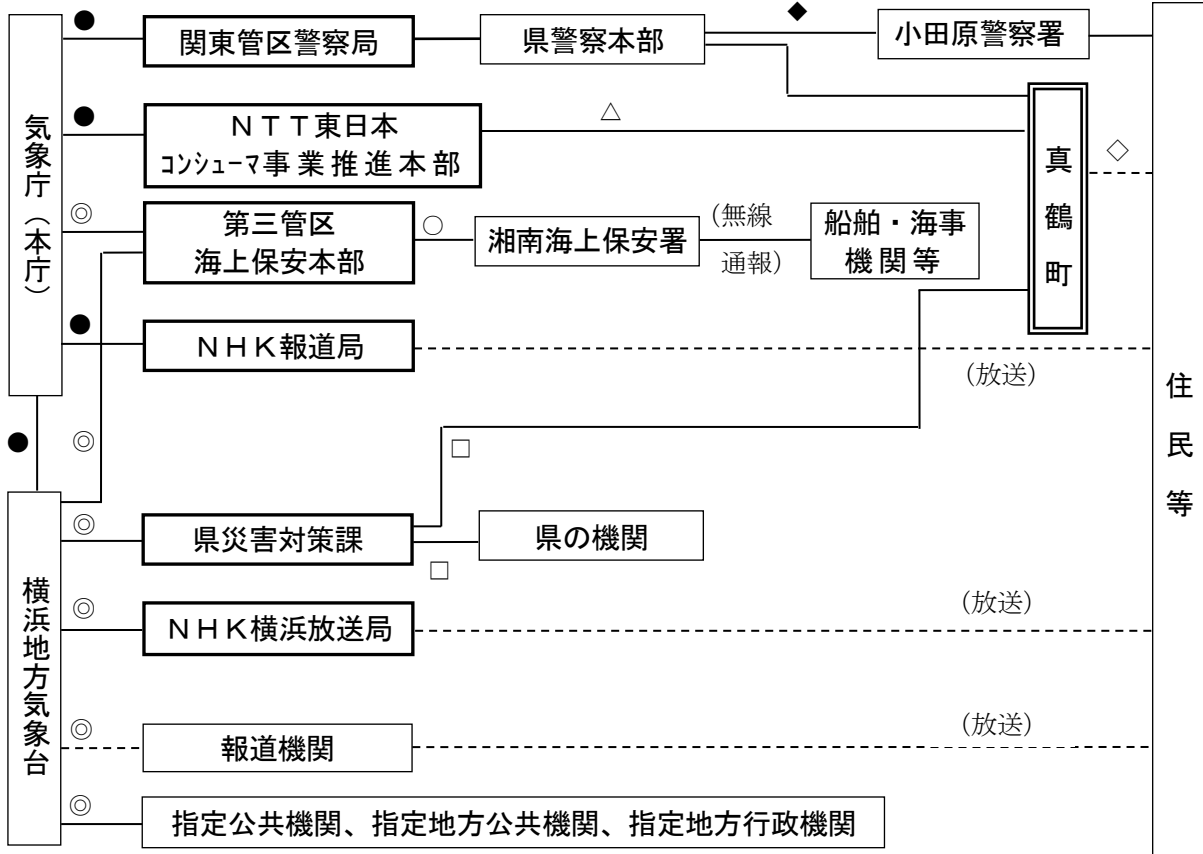 ●
関東管区警察局
県警察本部
◆
小田原警察署
気象庁（本庁）
●
ＮＴＴ東日本
ｺﾝｼｭｰﾏ事業推進本部
△
真鶴町
◇
◎
第三管区
海上保安本部
○
湘南海上保安署
（無線
通報）
船舶・海事
機関等
●
ＮＨＫ報道局
（放送）
住民等
●
◎
□
横浜地方気象台
◎
県災害対策課
□
県の機関
◎
ＮＨＫ横浜放送局
（放送）
◎
報道機関
（放送）
◎
指定公共機関、指定地方公共機関、指定地方行政機関